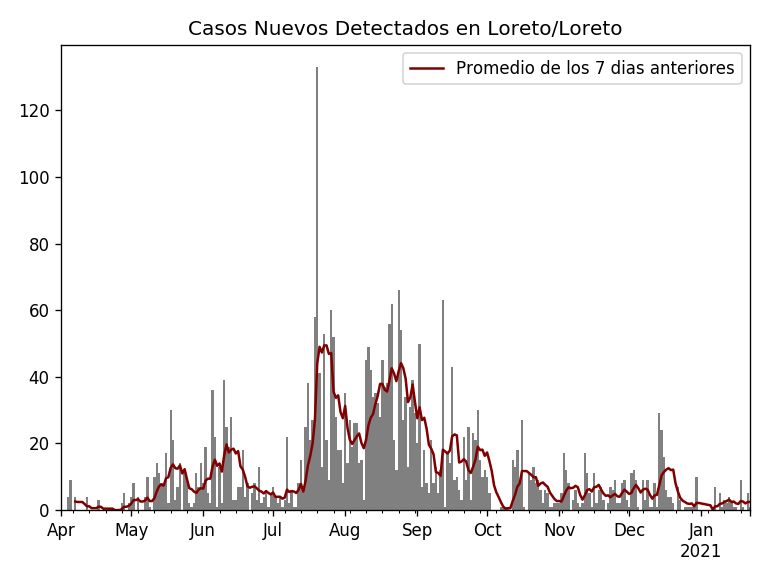 Casos Nuevos Detectados en Loreto/Loreto
Promedio de los 7 dias anteriores
120
100
80
60
40
20
0
Apr May Jun Jul Aug Sep Oct Nov Dec Jan
2021